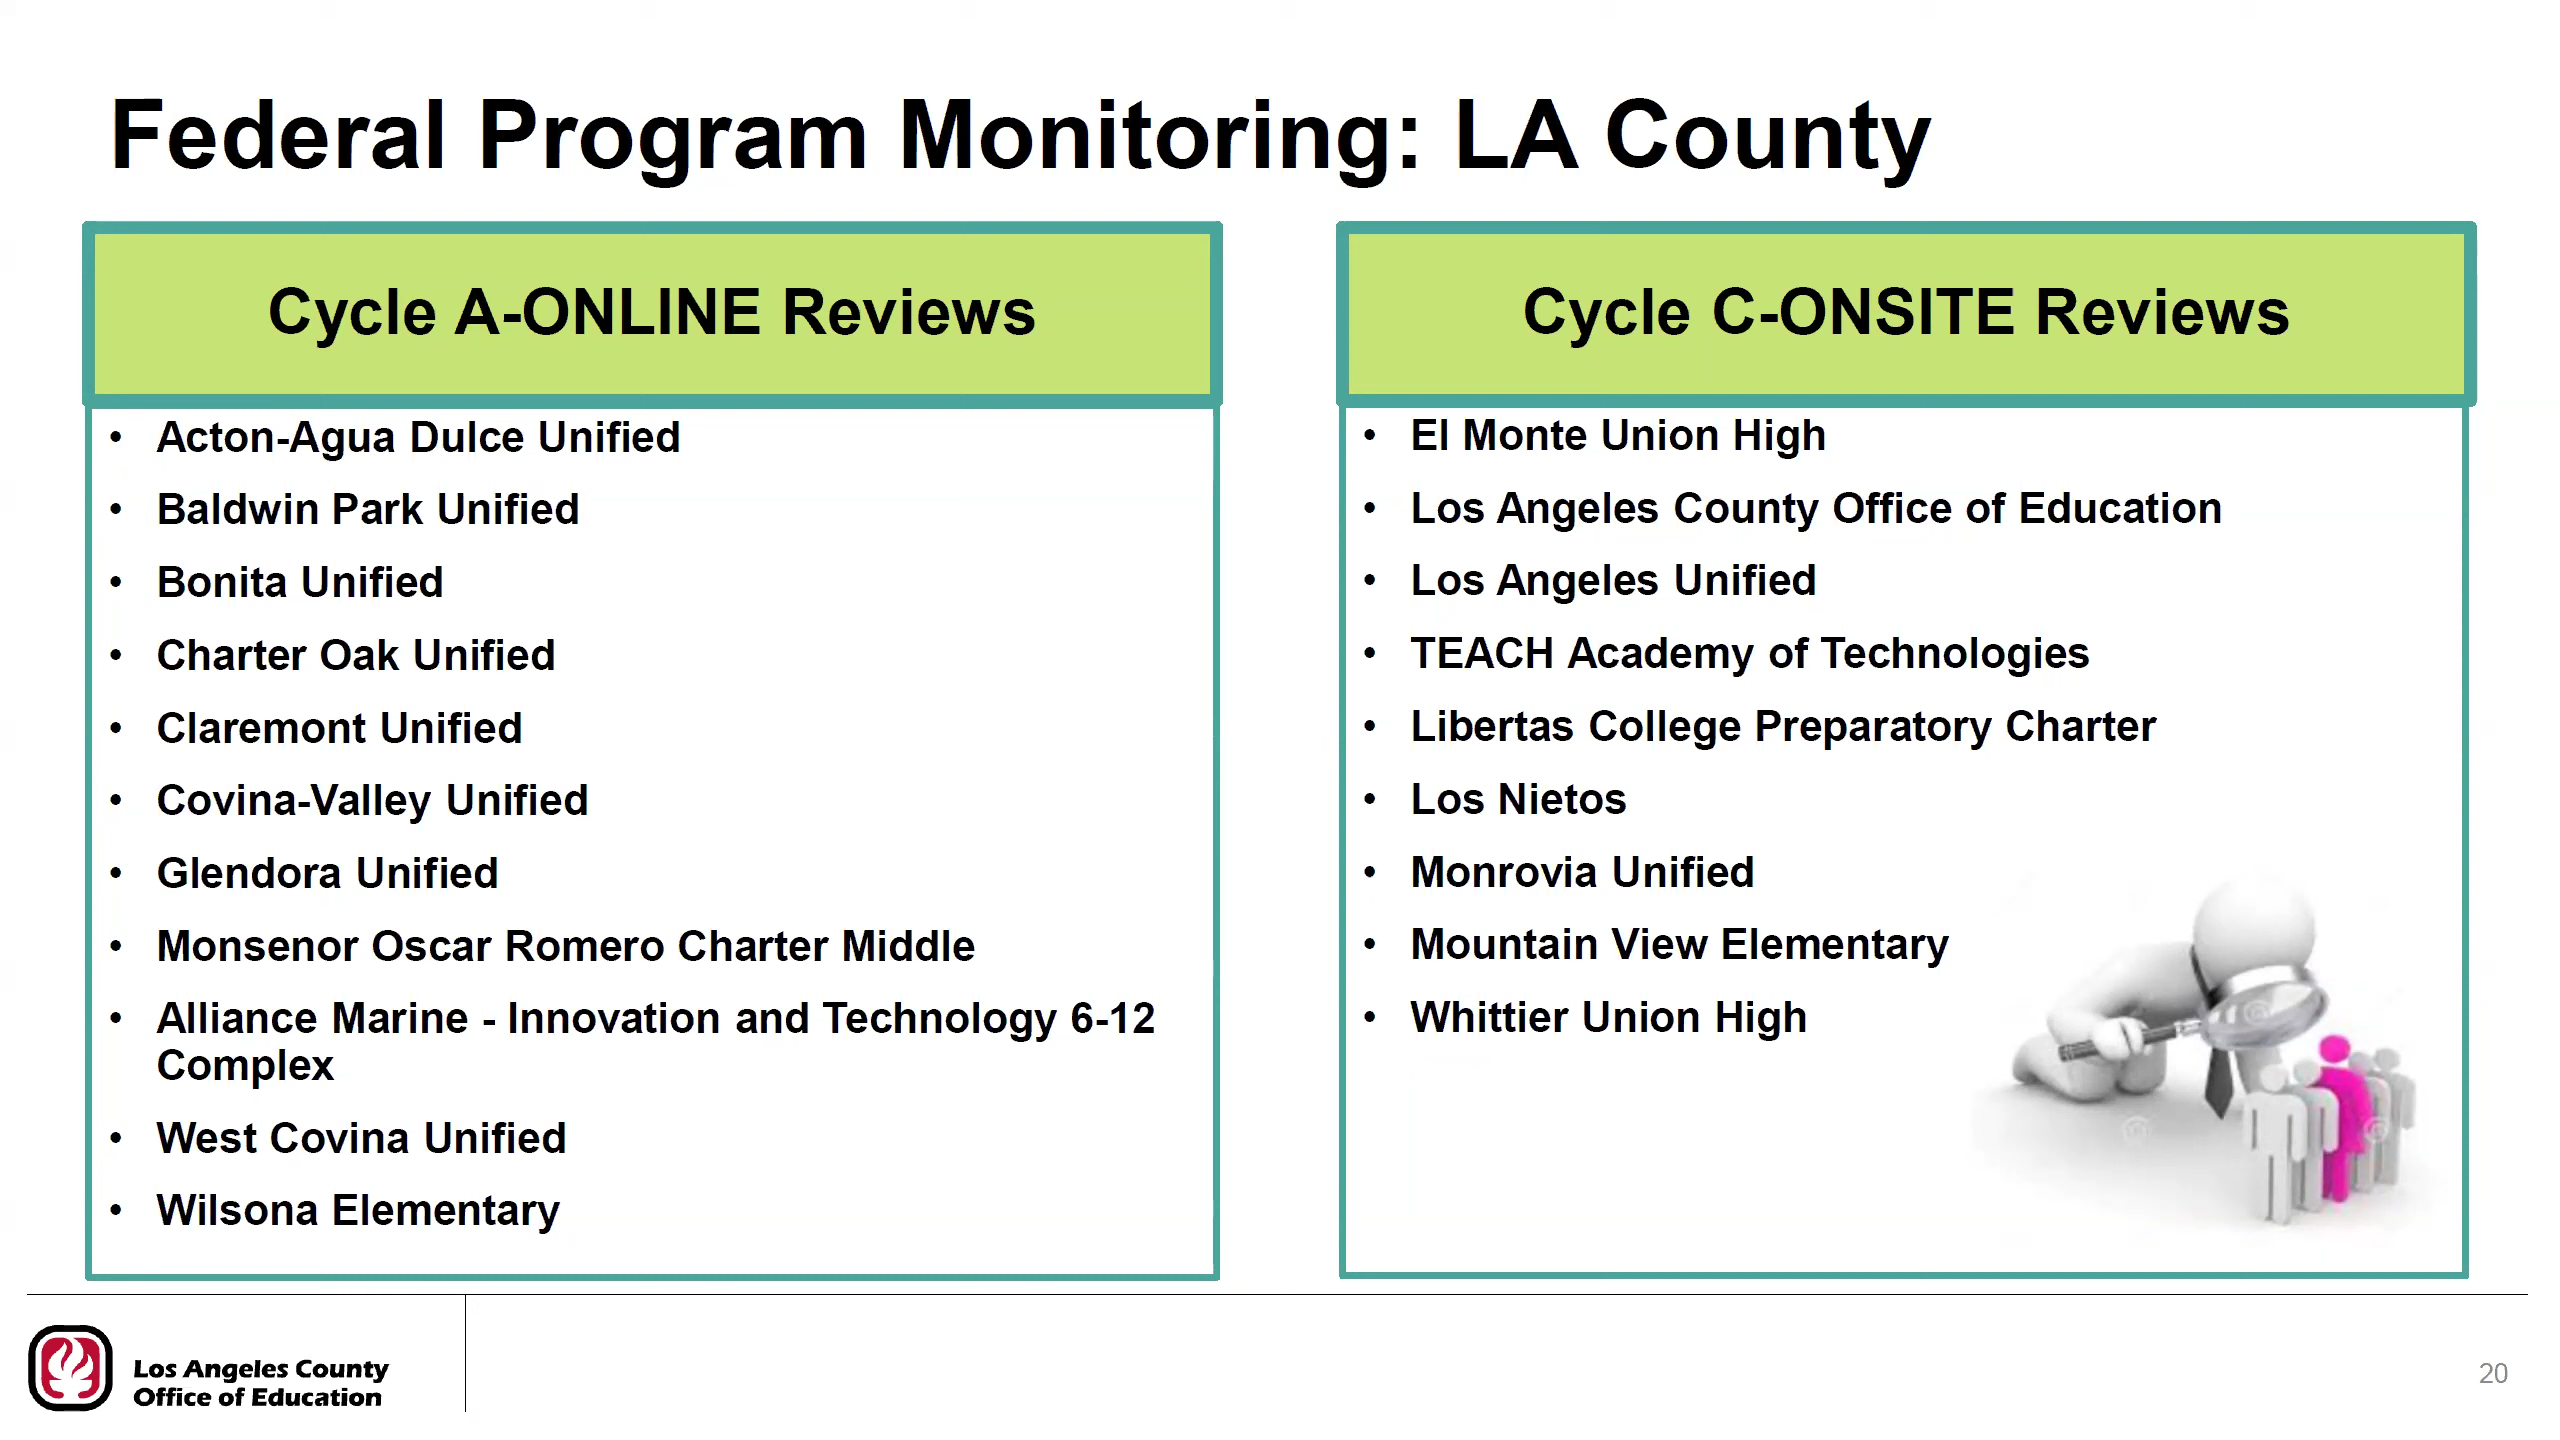 Federal Program Monitoring: LA County
Cycle A-ONLINE Reviews
• Acton-Agua Dulce Unified
• Baldwin Park Unified
• Bonita Unified
• Charter Oak Unified
• Claremont Unified
• Covina-Valley Unified
• Glendora Unified
• Monsenor Oscar Romero Charter Middle
• Alliance Marine - Innovation and Technology 6-12
Complex
• West Covina Unified
• Wilsona Elementary
Cycle C-ONSITE Reviews
• El Monte Union High
• Los Angeles County Office of Education
• Los Angeles Unified
• TEACH Academy of Technologies
• Libertas College Preparatory Charter
• Los Nietos
• Monrovia Unified
• Mountain View Elementary
• Whittier Union High
Los Angeles County
Office of Education
20